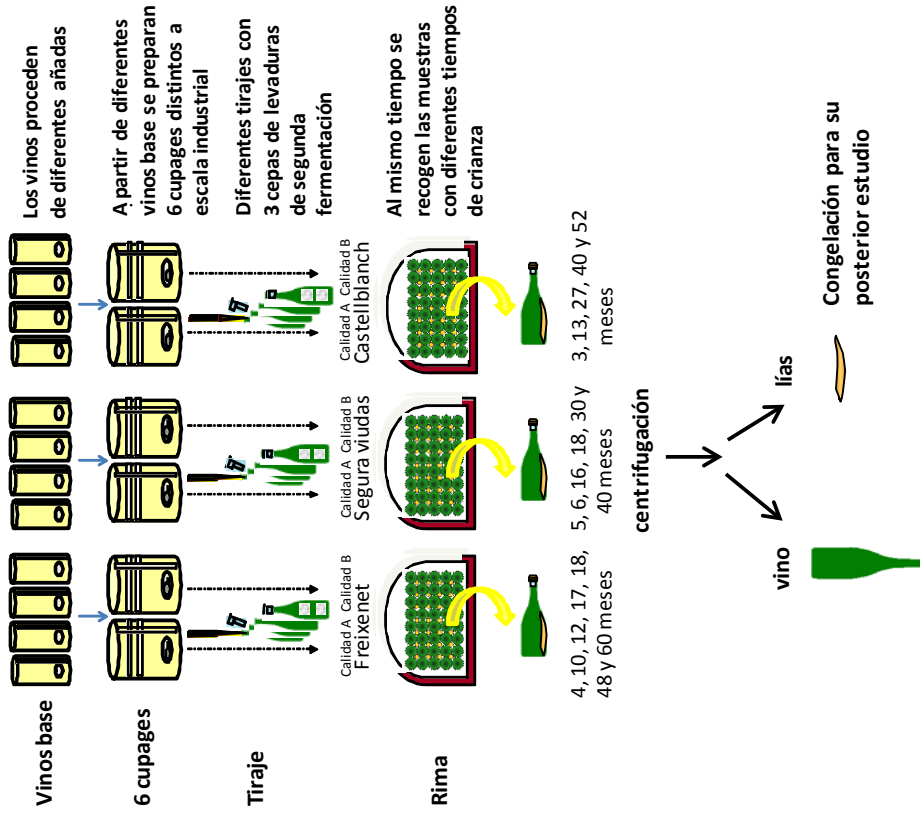 Vinos base
Los vinos proceden
de diferentes añadas
6 cupages
A partir de diferentes
vinos base se preparan
6 cupages distintos a
escala industrial
Tiraje
Diferentes tirajes con
3 cepas de levaduras
de segunda
fermentación
Calidad A Calidad B
Freixenet
Calidad A Calidad B
Segura viudas
Calidad A Calidad B
Castellblanch
Rima
Al mismo tiempo se
recogen las muestras
con diferentes tiempos
de crianza
4, 10, 12, 17, 18,
48 y 60 meses
5, 6, 16, 18, 30 y
40 meses
3, 13, 27, 40 y 52
meses
centrifugación
vino
lías
Congelación para su
posterior estudio